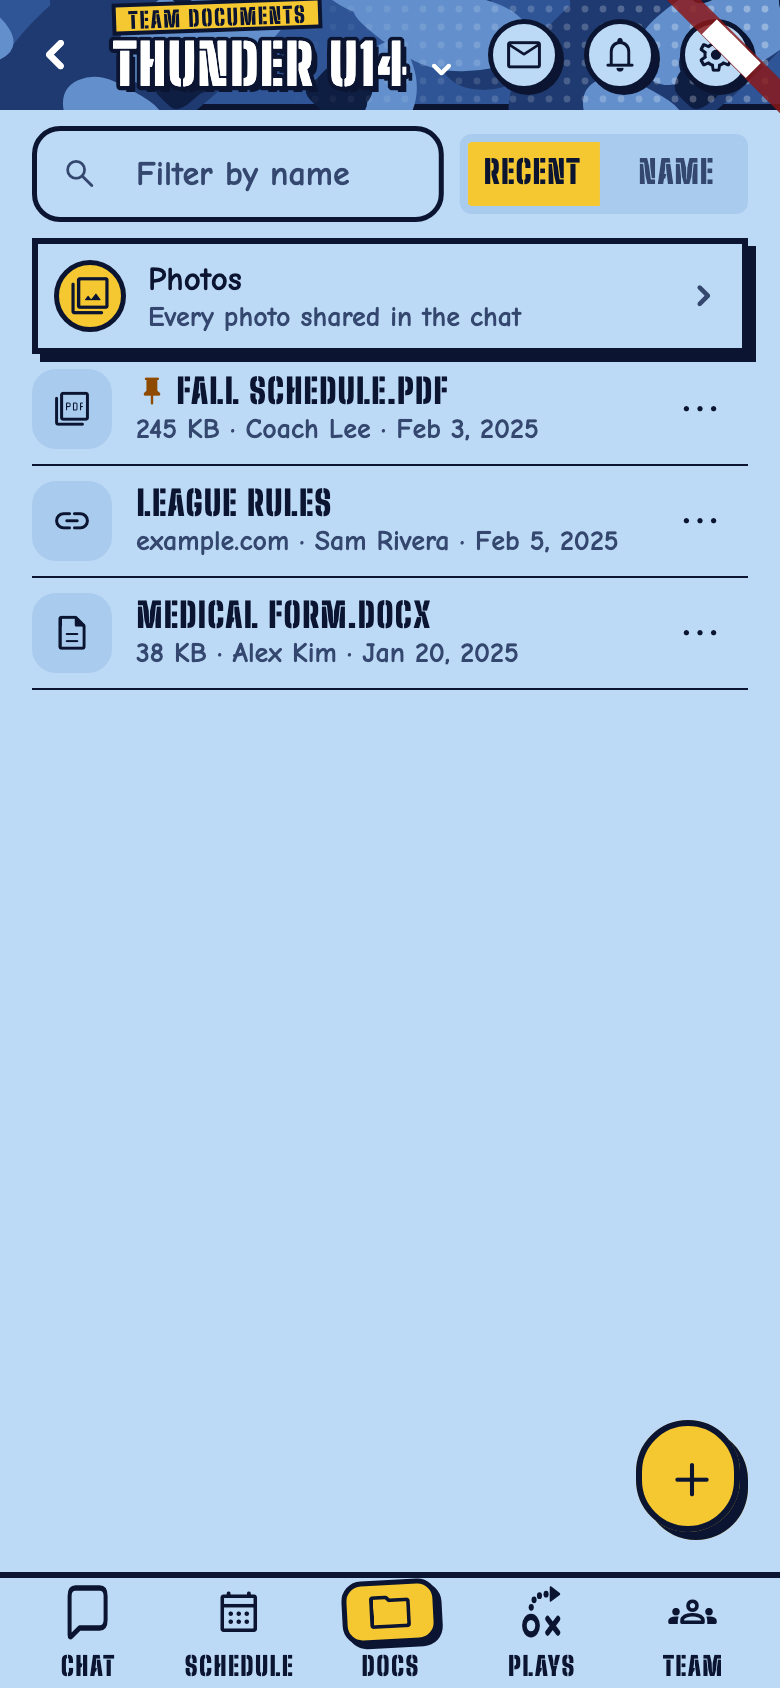 TEAM DOCUMENTS
THUNDER U14
Filter by name
RECENT
NAME
Photos
Every photo shared in the chat
PDF
FALL SCHEDULE.PDF
245 KB · Coach Lee · Feb 3, 2025
LEAGUE RULES
example.com · Sam Rivera · Feb 5, 2025
MEDICAL FORM.DOCX
38 KB · Alex Kim · Jan 20, 2025
CHAT
SCHEDULE
DOCS
PLAYS
TEAM